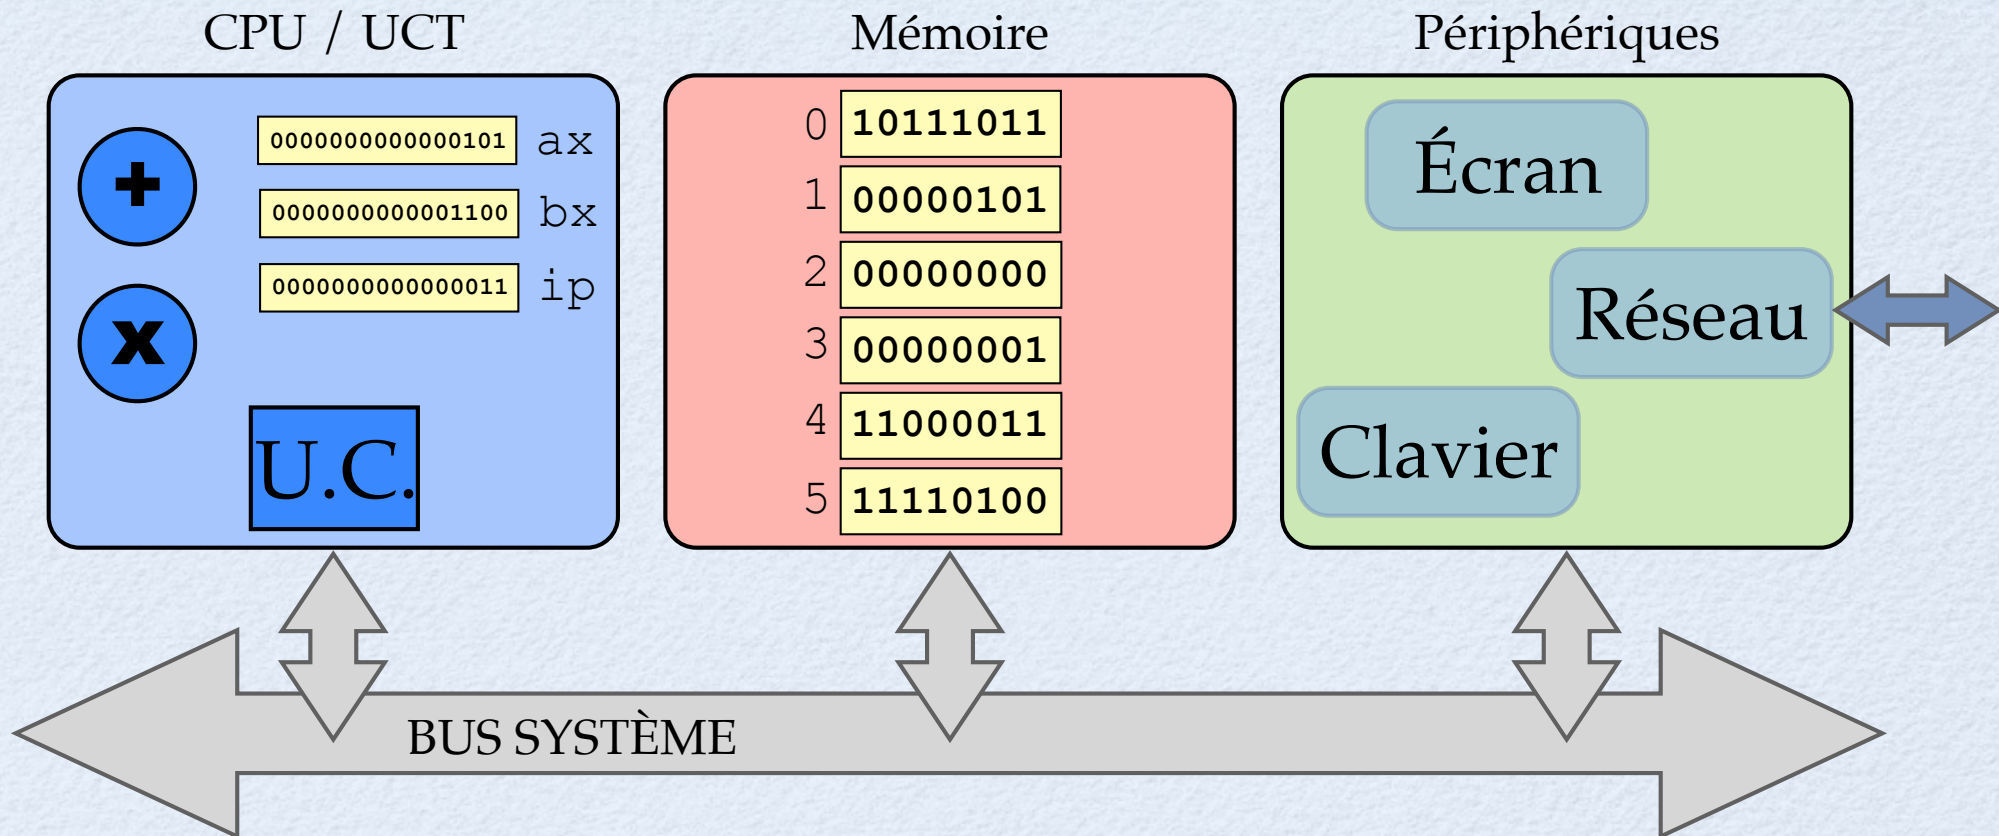 CPU / UCT
Mémoire
Périphériques
+
0000000000000101 ax
0000000000001100 bx
0000000000000011 ip
x
U.C.
0 10111011
1 00000101
2 00000000
3 00000001
4 11000011
5 11110100
Écran
Réseau
Clavier
BUS SYSTÈME